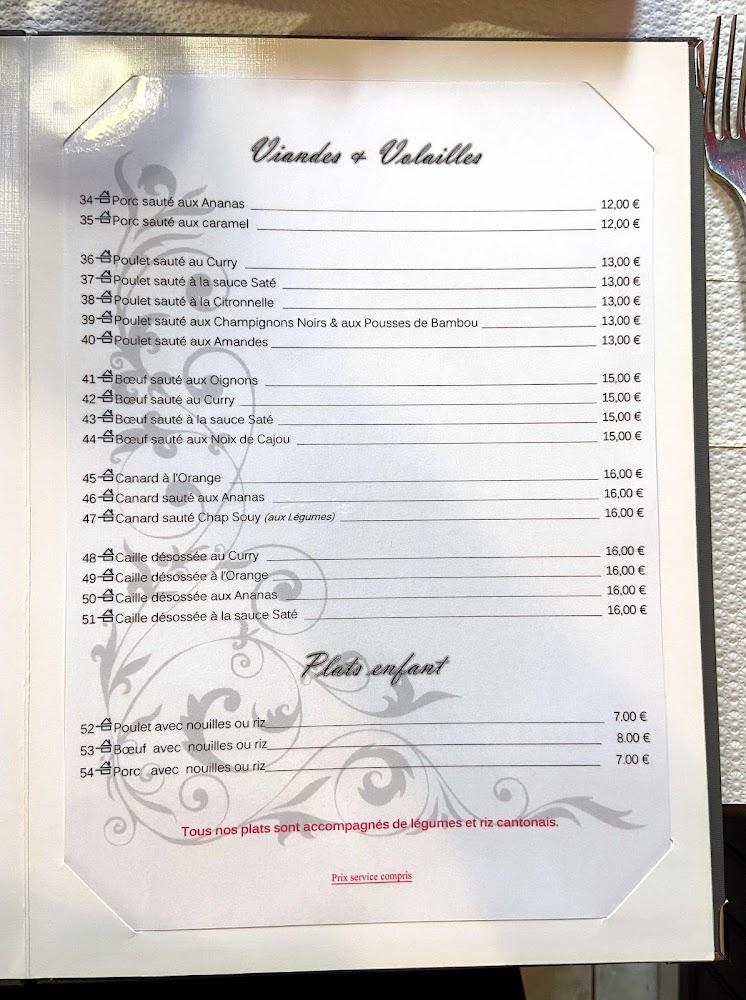 Viandes & Volailles
34 Porc sauté aux Ananas 12,00 €
35 Porc sauté aux caramel 12,00 €
36 Poulet sauté au Curry 13,00 €
37 Poulet sauté à la sauce Saté 13,00 €
38 Poulet sauté à la Citronnelle 13,00 €
39 Poulet sauté aux Champignons Noirs & aux Pousses de Bambou 13,00 €
40 Poulet sauté aux Amandes 13,00 €
41 Bœuf sauté aux Oignons 15,00 €
42 Bœuf sauté au Curry 15,00 €
43 Bœuf sauté à la sauce Saté 15,00 €
44 Bœuf sauté aux Noix de Cajou 15,00 €
45 Canard à l'Orange 16,00 €
46 Canard sauté aux Ananas 16,00 €
47 Canard sauté Chap Souy (aux Légumes) 16,00 €
48 Caille désossée au Curry 16,00 €
49 Caille désossée à l'Orange 16,00 €
50 Caille désossée aux Ananas 16,00 €
51 Caille désossée à la sauce Saté 16,00 €
Plats enfant
52 Poulet avec nouilles ou riz 7.00 €
53 Bœuf avec nouilles ou riz 8.00 €
54 Porc avec nouilles ou riz 7.00 €
Tous nos plats sont accompagnés de légumes et riz cantonais.
Prix service compris